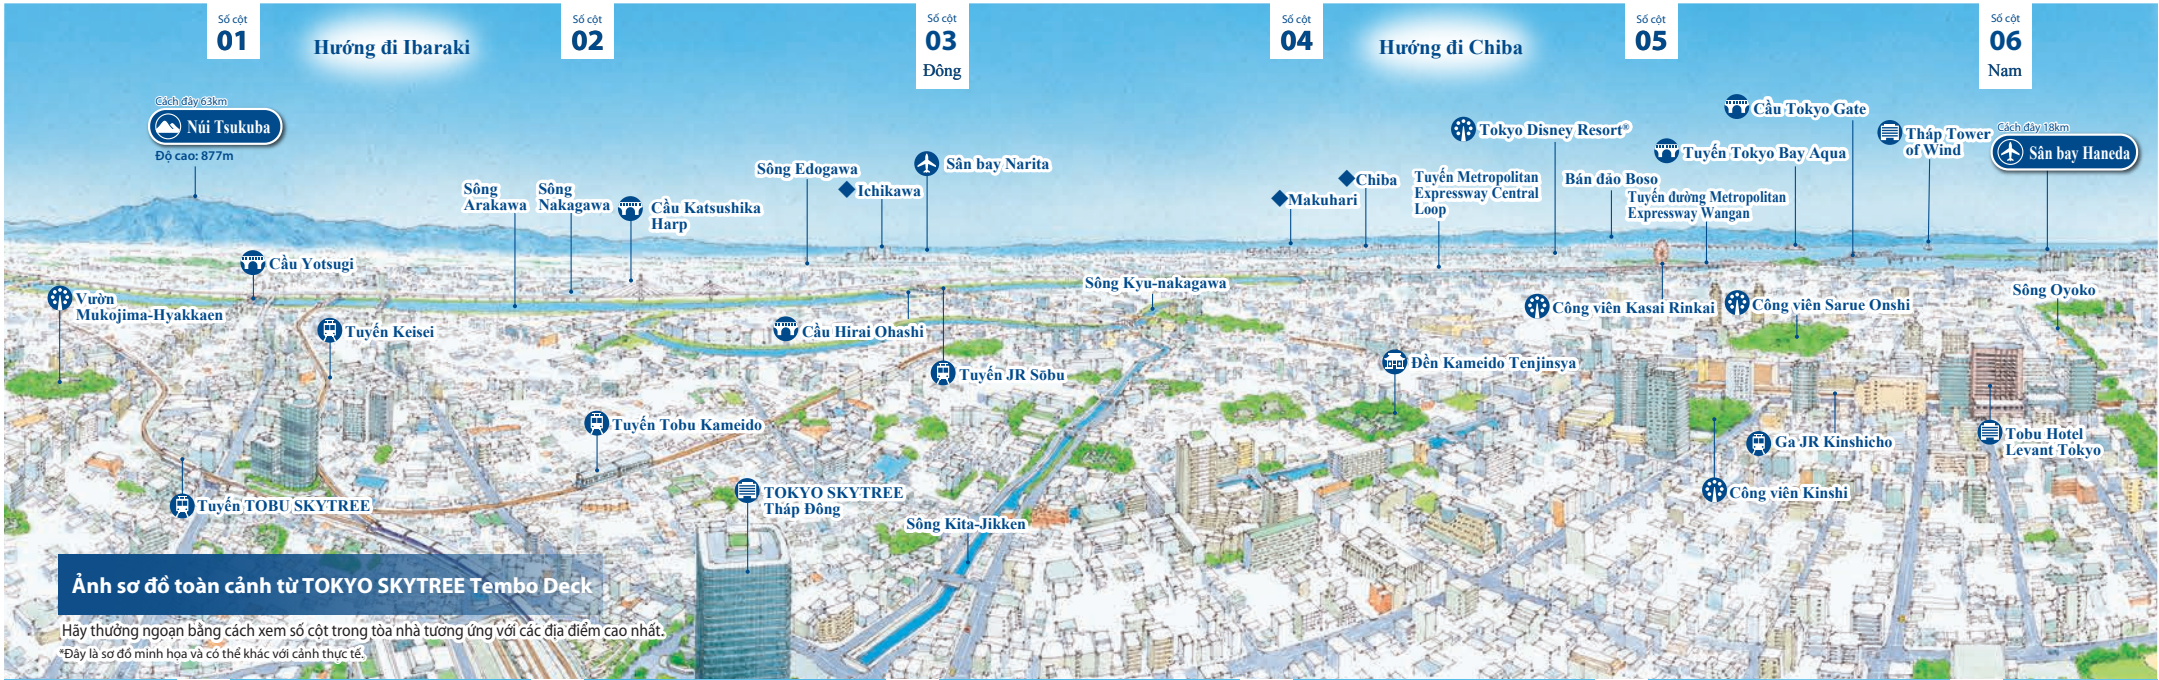 Số cột
01
Hướng đi Ibaraki
Số cột
02
Số cột
03
Đông
Số cột
04
Hướng đi Chiba
Số cột
05
Số cột
06
Nam
Cách đây 63km
Núi Tsukuba
Độ cao: 877m
Sông
Arakawa
Sông
Nakagawa
Cầu Katsushika
Harp
Sông Edogawa
Ichikawa
Sân bay Narita
Makuhari
Chiba
Tuyến Metropolitan
Expressway Central
Loop
Tokyo Disney Resort®
Bán đảo Boso
Tuyến đường Metropolitan
Expressway Wangan
Tuyến Tokyo Bay Aqua
Cầu Tokyo Gate
Tháp Tower
of Wind
Cách đây 18km
Sân bay Haneda
Cầu Yotsugi
Vườn
Mukojima-Hyakkaen
Tuyến Keisei
Cầu Hirai Ohashi
Sông Kyu-nakagawa
Công viên Kasai Rinkai
Công viên Sarue Onshi
Sông Oyoko
Tuyến JR Sōbu
Đền Kameido Tenjinsya
Tuyến Tobu Kameido
Ga JR Kinshicho
Tobu Hotel
Levant Tokyo
Tuyến TOBU SKYTREE
TOKYO SKYTREE
Tháp Đông
Sông Kita-Jikken
Công viên Kinshi
Ảnh sơ đồ toàn cảnh từ TOKYO SKYTREE Tembo Deck
Hãy thưởng ngoạn bằng cách xem số cột trong tòa nhà tương ứng với các địa điểm cao nhất.
*Đây là sơ đồ minh họa và có thể khác với cảnh thực tế.